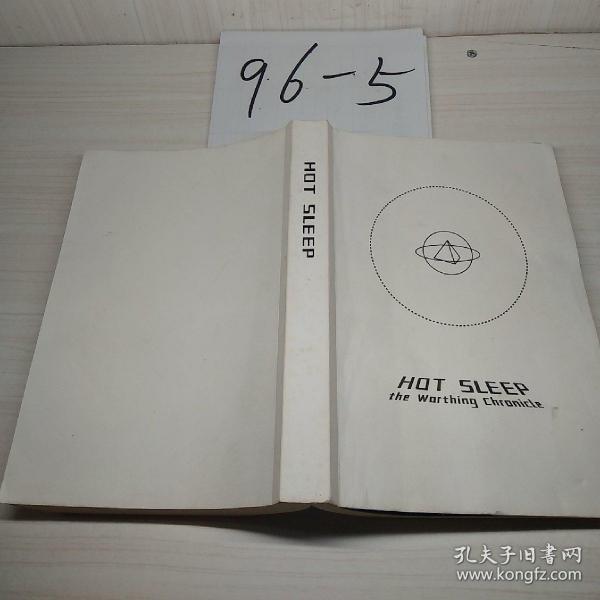 96-5
HOT SLEEP
HOT SLEEP
the Worthing Chronicle
孔夫子旧书网
www.kongfz.com